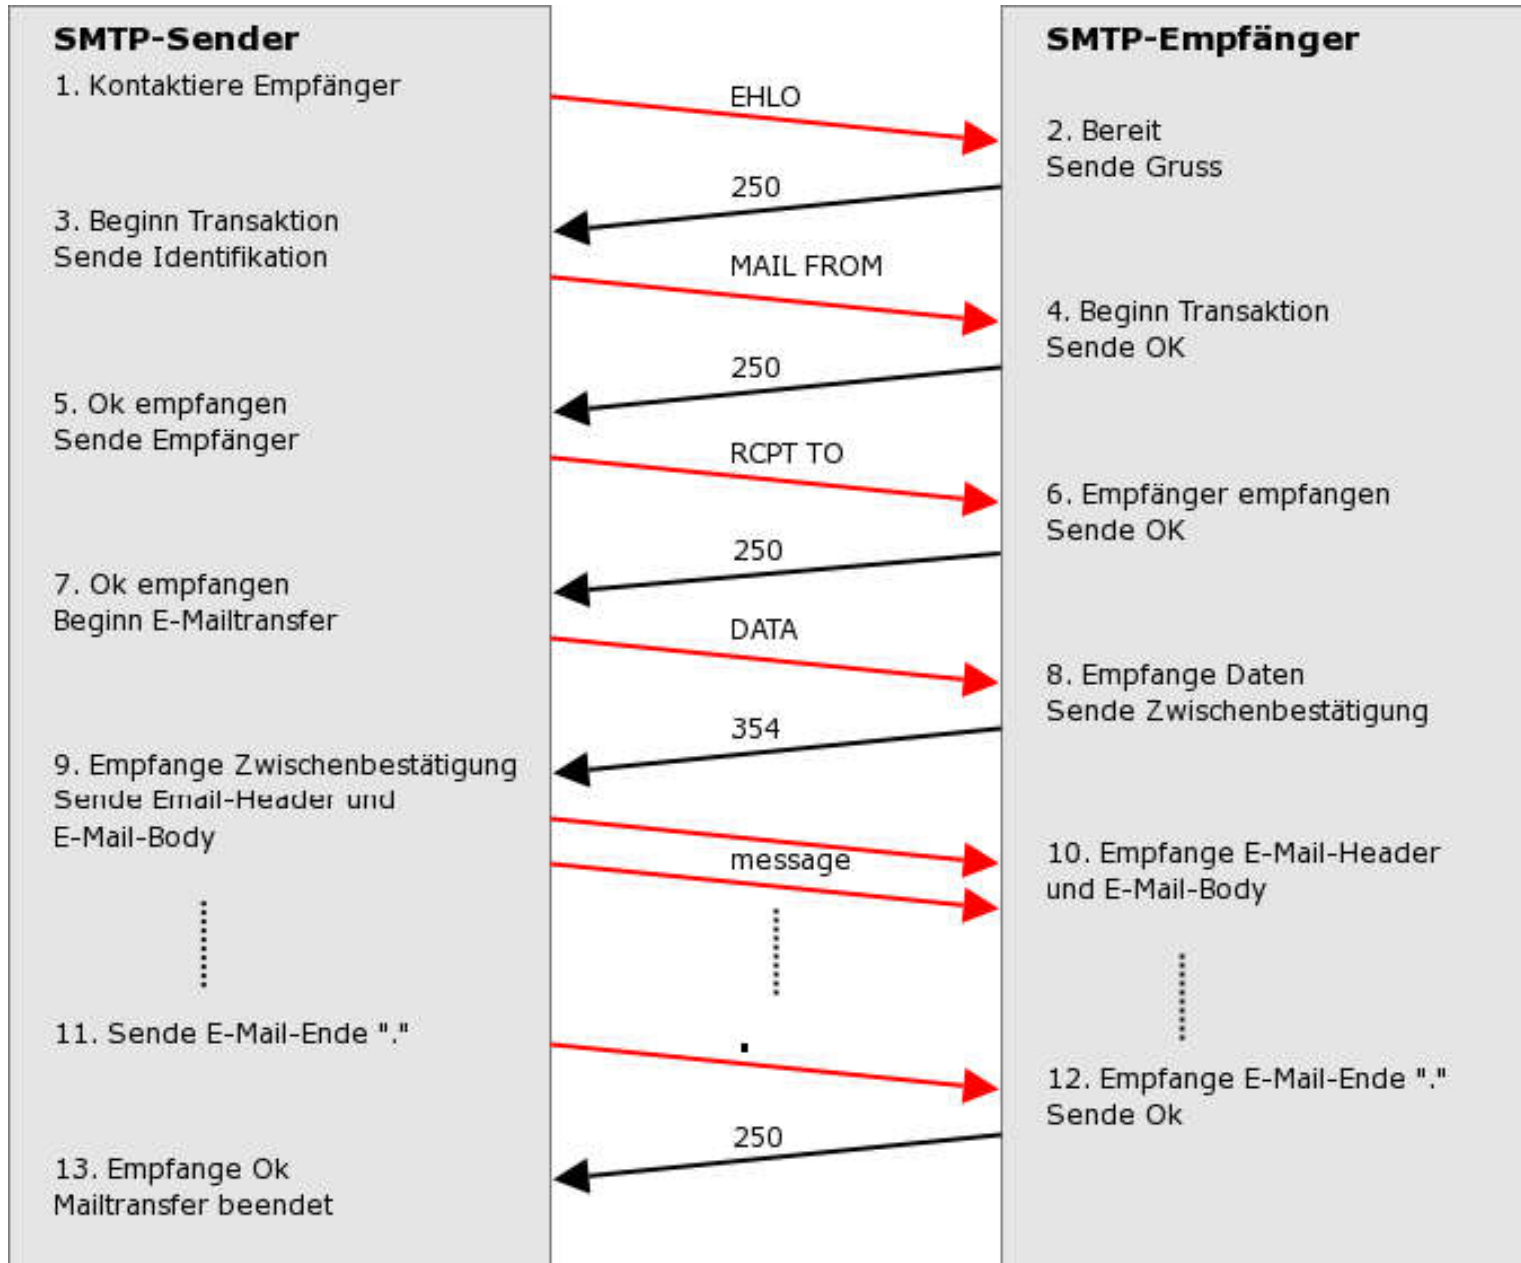 SMTP-Sender
SMTP-Empfänger
1. Kontaktiere Empfänger
EHLO
2. Bereit
Sende Gruss
250
3. Beginn Transaktion
Sende Identifikation
MAIL FROM
4. Beginn Transaktion
Sende OK
250
5. Ok empfangen
Sende Empfänger
RCPT TO
6. Empfänger empfangen
Sende OK
250
7. Ok empfangen
Beginn E-Mailtransfer
DATA
8. Empfange Daten
Sende Zwischenbestätigung
354
9. Empfange Zwischenbestätigung
Sende Email-Header und
E-Mail-Body
message
10. Empfange E-Mail-Header
und E-Mail-Body
11. Sende E-Mail-Ende "."
.
12. Empfange E-Mail-Ende "."
Sende Ok
250
13. Empfange Ok
Mailtransfer beendet